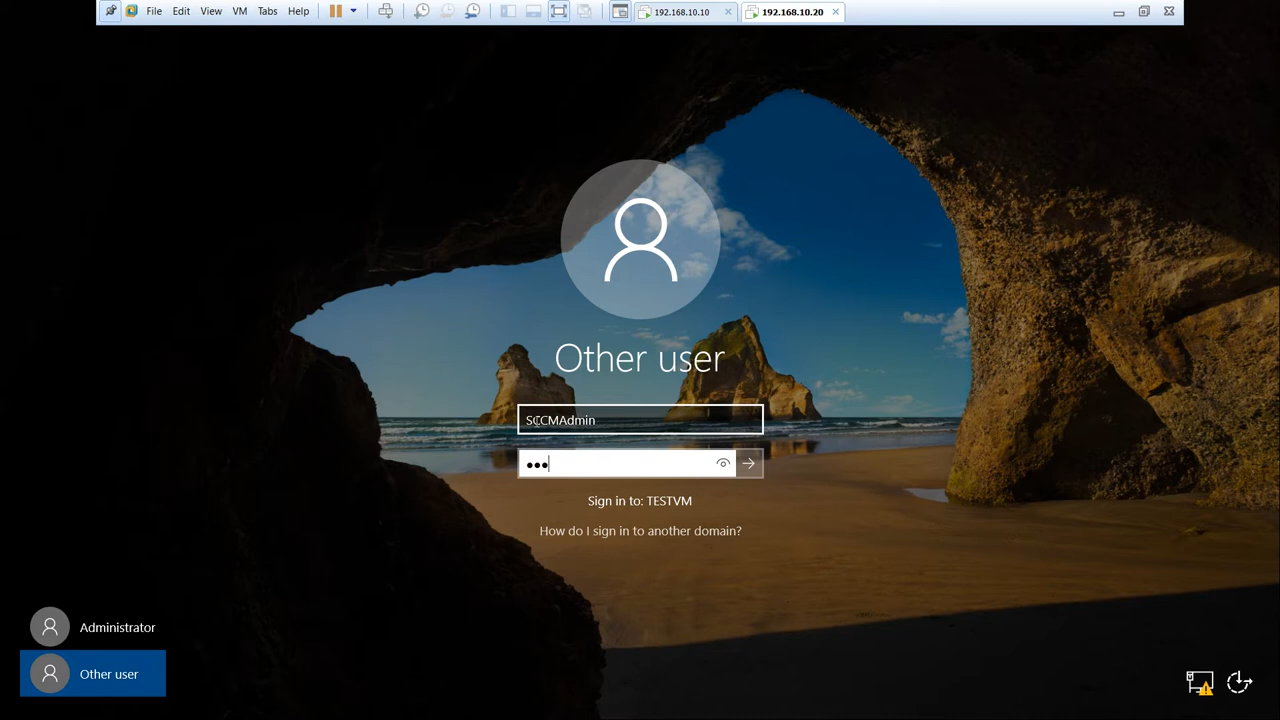 File Edit View VM Tabs Help 192.168.10.10 192.168.10.20
Other user
SCCMAdmin
Sign in to: TESTVM
How do I sign in to another domain?
Administrator
Other user